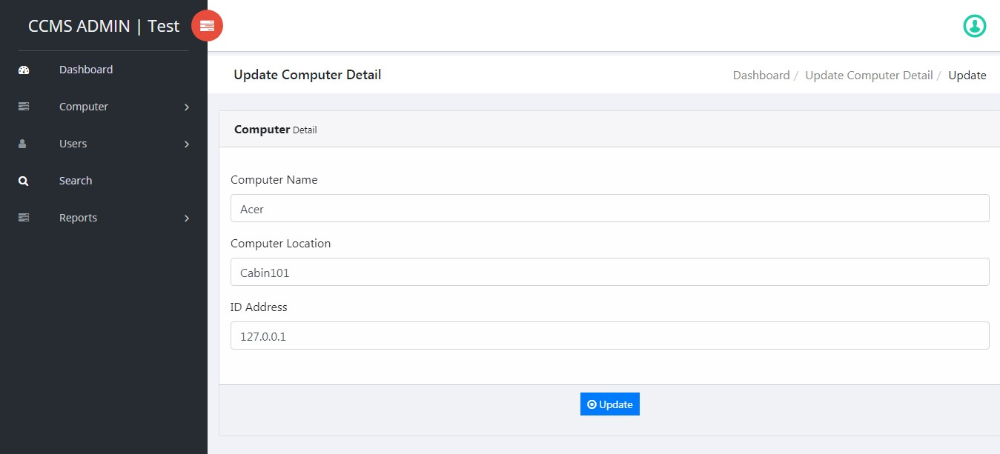 CCMS ADMIN | Test
Dashboard
Computer
Users
Search
Reports
Update Computer Detail
Dashboard / Update Computer Detail / Update
Computer Detail
Computer Name
Acer
Computer Location
Cabin101
ID Address
127.0.0.1
Update